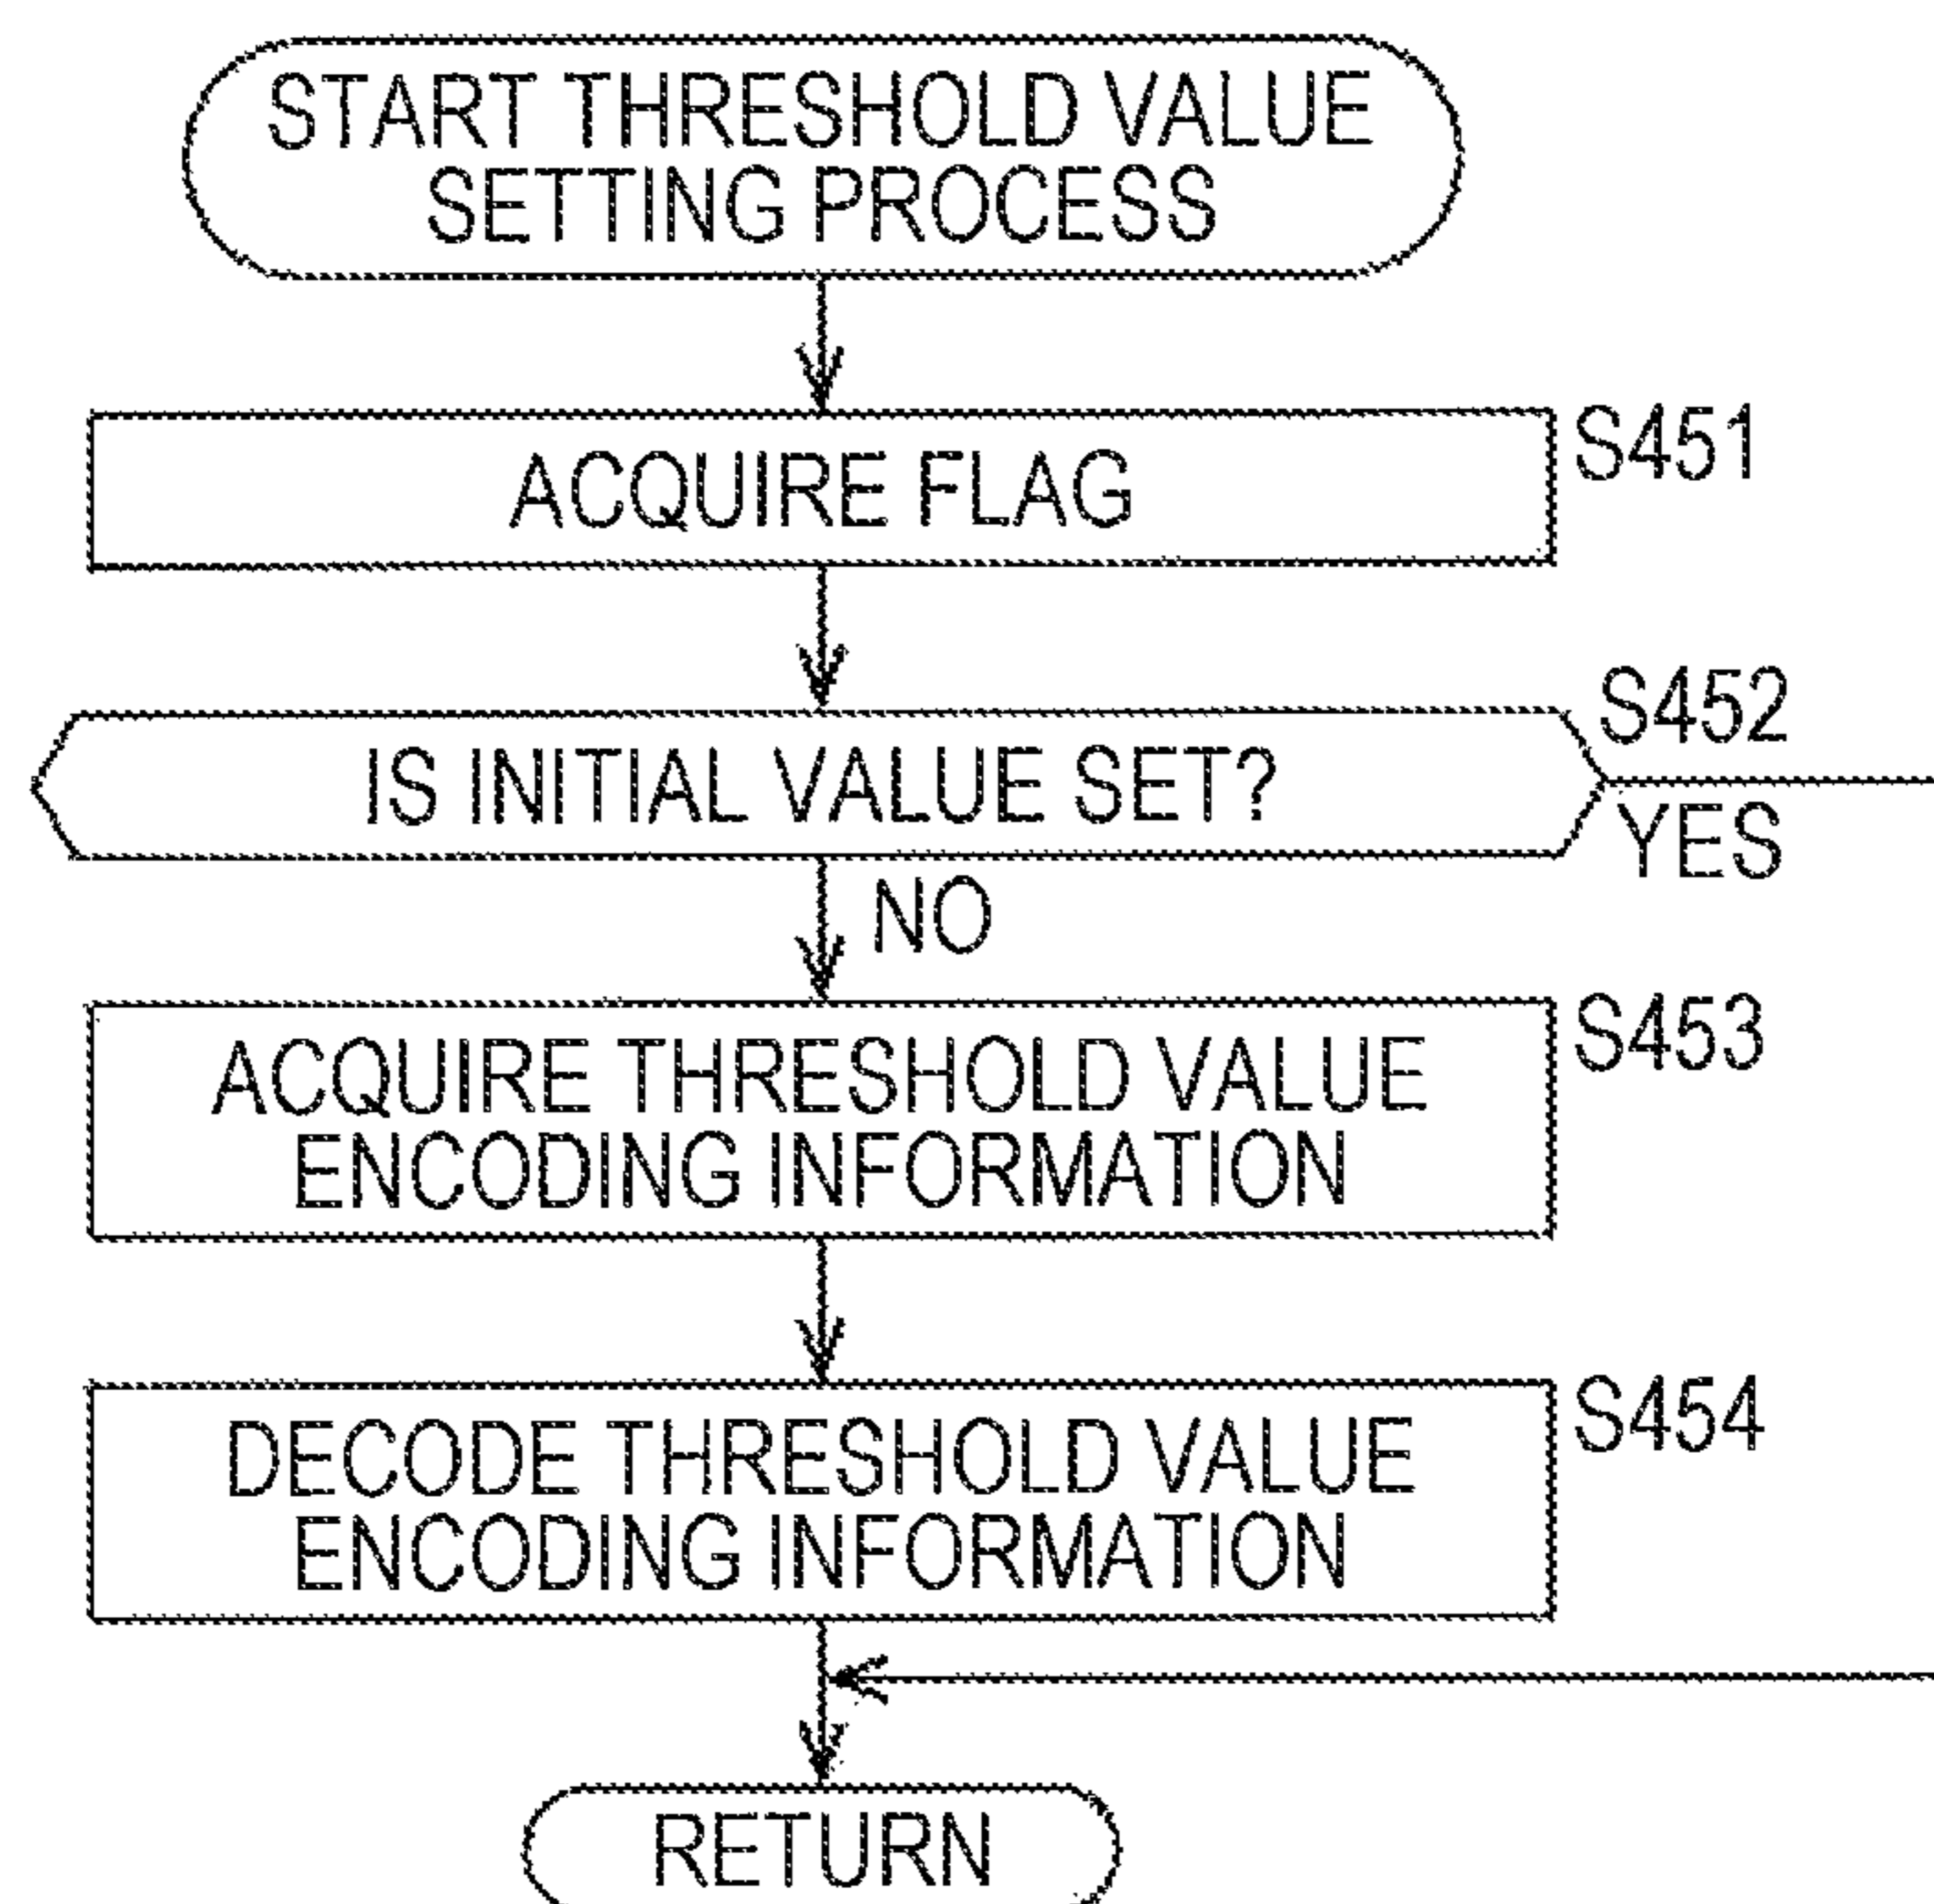 START THRESHOLD VALUE
SETTING PROCESS
ACQUIRE FLAG
S451
IS INITIAL VALUE SET?
S452
YES
NO
ACQUIRE THRESHOLD VALUE
ENCODING INFORMATION
S453
DECODE THRESHOLD VALUE
ENCODING INFORMATION
S454
RETURN